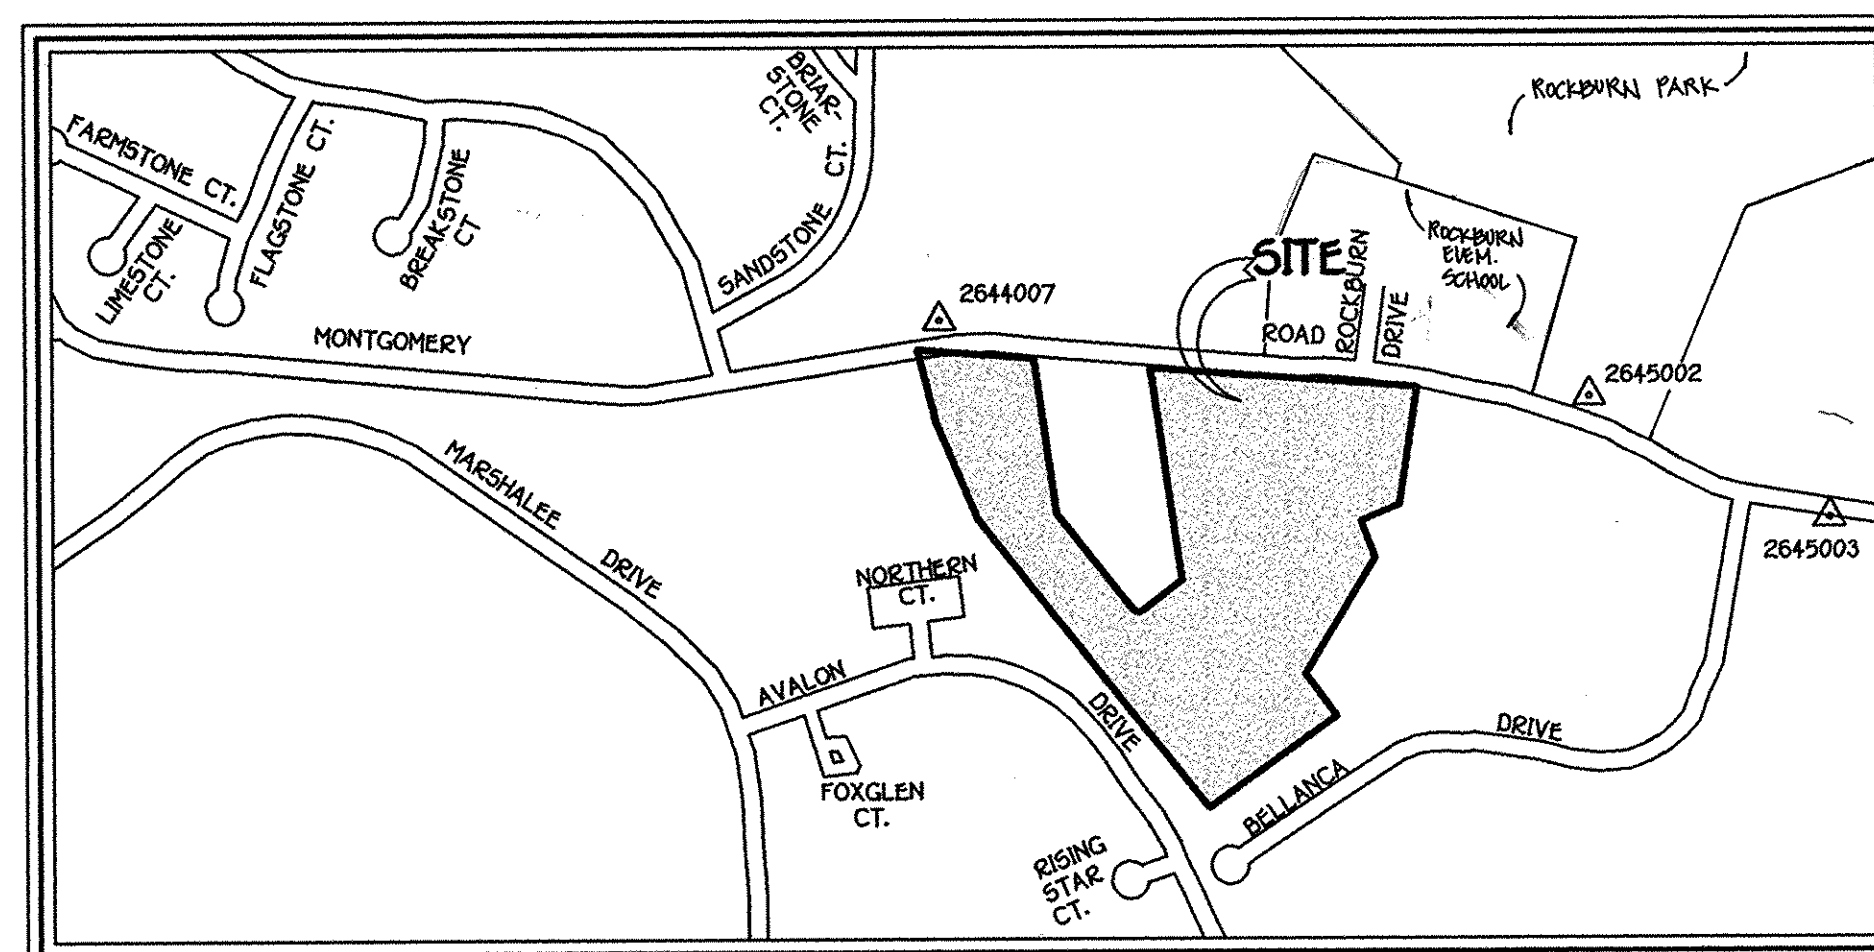 BRIAR-
STONE
CT.
ROCKBURN PARK
FARMSTONE CT.
FLAGSTONE CT.
LIMESTONE
CT.
BREAKSTONE
CT
SANDSTONE CT.
SITE
ROCKBURN
DRIVE
ROCKBURN
ELEM.
SCHOOL
2644007
MONTGOMERY ROAD
2645002
2645003
MARSHALEE DRIVE
NORTHERN
CT.
AVALON DRIVE
FOXGLEN
CT.
BELLANCA DRIVE
RISING
STAR
CT.